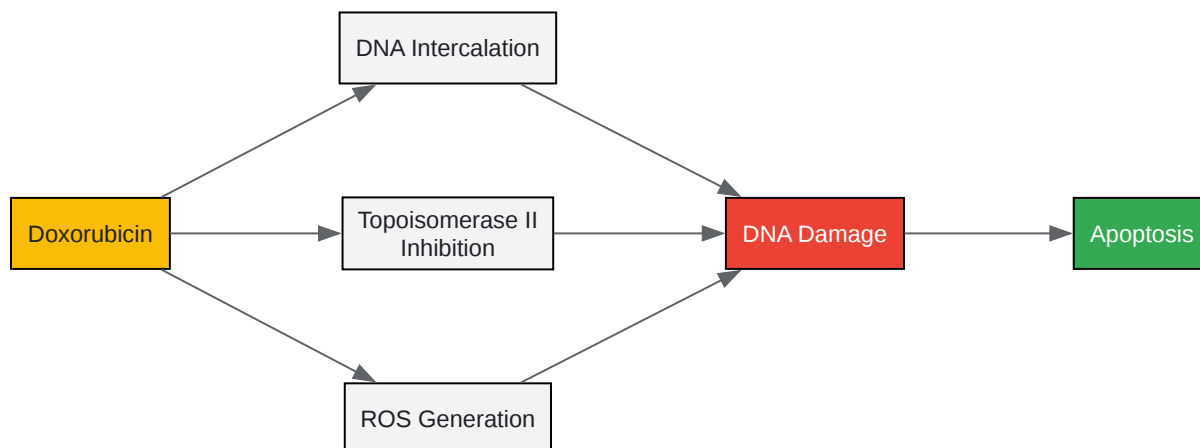 DNA Intercalation
Doxorubicin
Topoisomerase II
Inhibition
DNA Damage
Apoptosis
ROS Generation